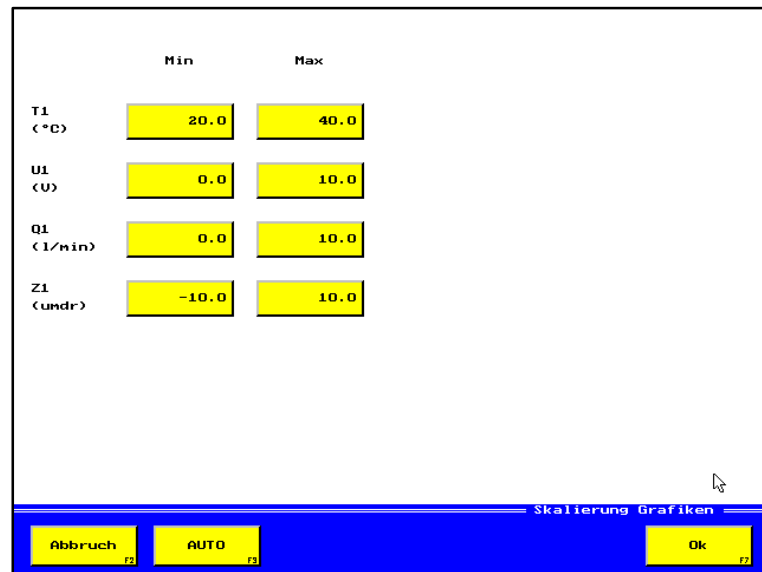 Min Max
T1
(°C) 20.0 40.0
U1
(V) 0.0 10.0
Q1
(l/min) 0.0 10.0
Z1
(umdr) -10.0 10.0
Skalierung Grafiken
Abbruch F2 AUTO F3 Ok F7